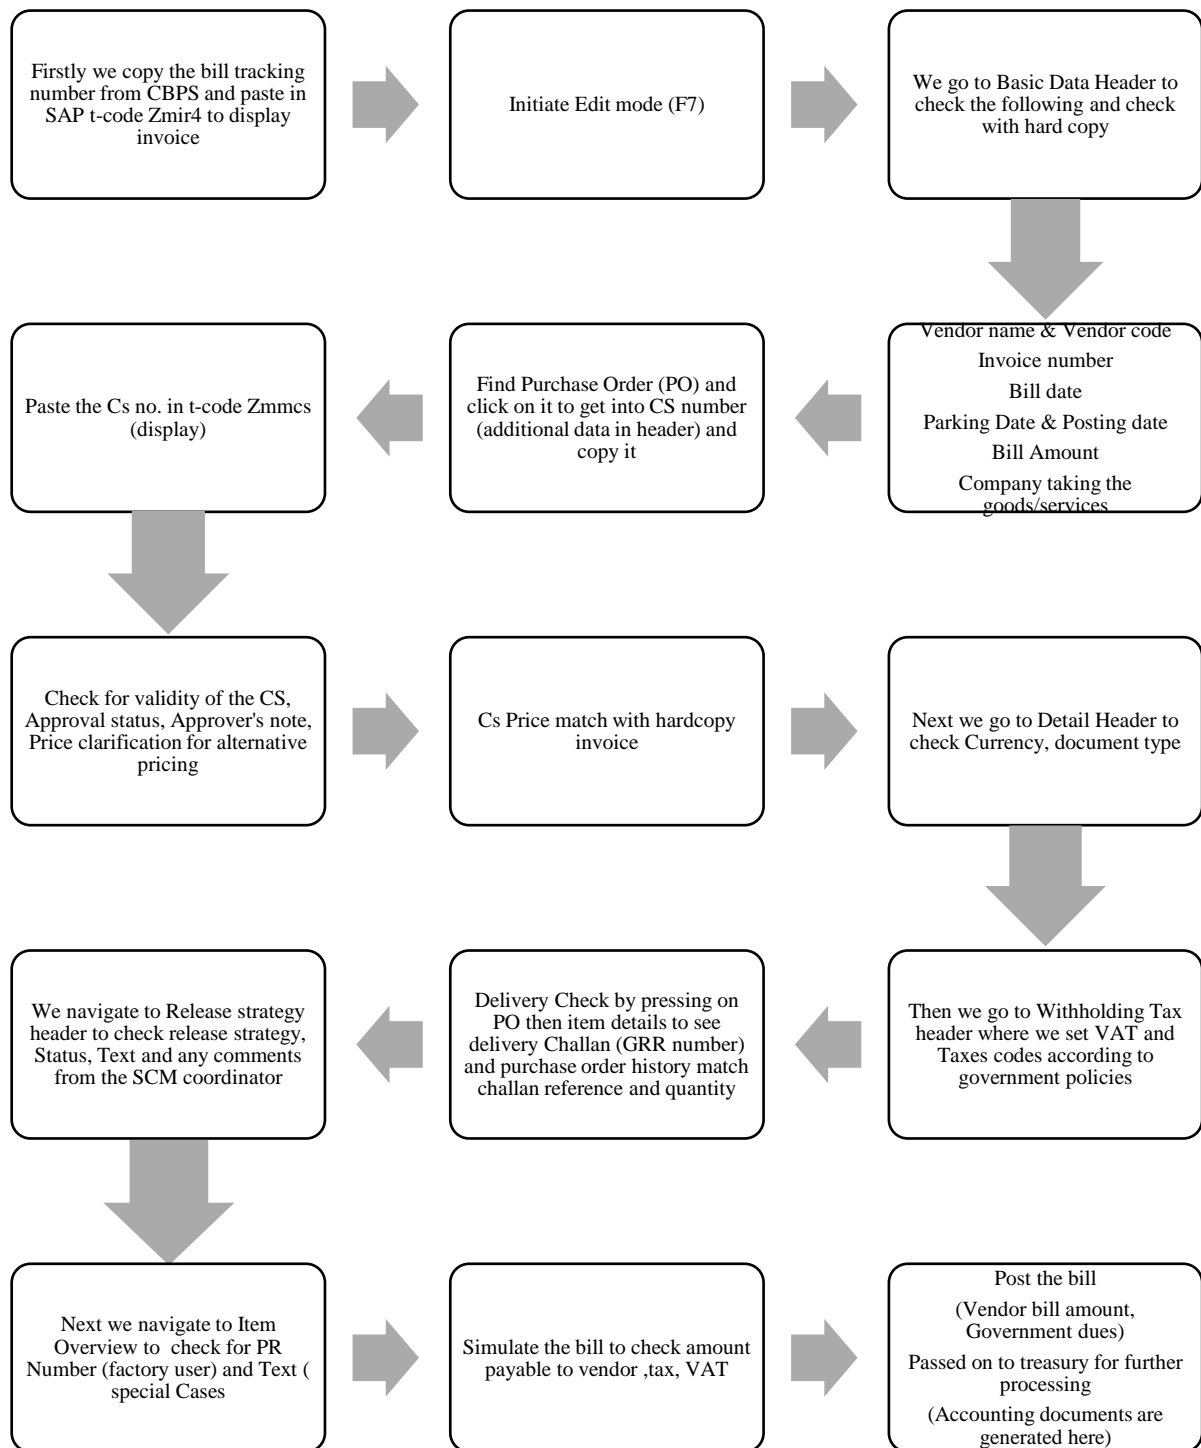 Firstly we copy the bill tracking
number from CBPS and paste in
SAP t-code Zmir4 to display
invoice
Initiate Edit mode (F7)
We go to Basic Data Header to
check the following and check
with hard copy
Vendor name & Vendor code
Invoice number
Bill date
Parking Date & Posting date
Bill Amount
Company taking the
goods/services
Find Purchase Order (PO) and
click on it to get into CS number
(additional data in header) and
copy it
Paste the Cs no. in t-code Zmmcs
(display)
Check for validity of the CS,
Approval status, Approver's note,
Price clarification for alternative
pricing
Cs Price match with hardcopy
invoice
Next we go to Detail Header to
check Currency, document type
Then we go to Withholding Tax
header where we set VAT and
Taxes codes according to
government policies
Delivery Check by pressing on
PO then item details to see
delivery Challan (GRR number)
and purchase order history match
challan reference and quantity
We navigate to Release strategy
header to check release strategy,
Status, Text and any comments
from the SCM coordinator
Next we navigate to Item
Overview to  check for PR
Number (factory user) and Text (
special Cases
Simulate the bill to check amount
payable to vendor ,tax, VAT
Post the bill
(Vendor bill amount,
Government dues)
Passed on to treasury for further
processing
(Accounting documents are
generated here)